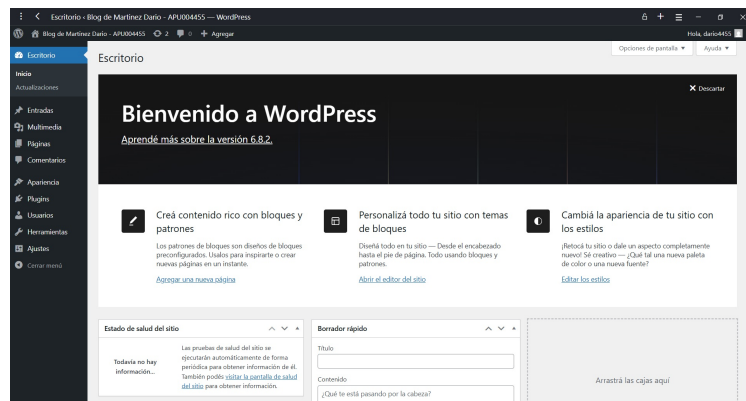 Escritorio ‹ Blog de Martinez Dario - APU004455 — WordPress
Blog de Martinez Dario - APU004455 2 0 Agregar
Hola, dario4455
Escritorio
Inicio
Actualizaciones
Entradas
Multimedia
Páginas
Comentarios
Apariencia
Plugins
Usuarios
Herramientas
Ajustes
Cerrar menú
Opciones de pantalla ▼ Ayuda ▼
Escritorio
Descartar
Bienvenido a WordPress
Aprendé más sobre la versión 6.8.2.
Creá contenido rico con bloques y
patrones
Los patrones de bloques son diseños de bloques
preconfigurados. Usalos para inspirarte o crear
nuevas páginas en un instante.
Agregar una nueva página
Personalizá todo tu sitio con temas
de bloques
Diseñá todo en tu sitio — Desde el encabezado
hasta el pie de página. Todo usando bloques y
patrones.
Abrir el editor del sitio
Cambiá la apariencia de tu sitio con
los estilos
¡Retocá tu sitio o dale un aspecto completamente
nuevo! Sé creativo — ¿Qué tal una nueva paleta
de color o una nueva fuente?
Editar los estilos
Estado de salud del sitio
Todavía no hay
información...
Las pruebas de salud del sitio se
ejecutarán automáticamente de forma
periódica para obtener información de él.
También podés visitar la pantalla de salud
del sitio para obtener información.
Borrador rápido
Título
Contenido
¿Qué te está pasando por la cabeza?
Arrastrá las cajas aquí